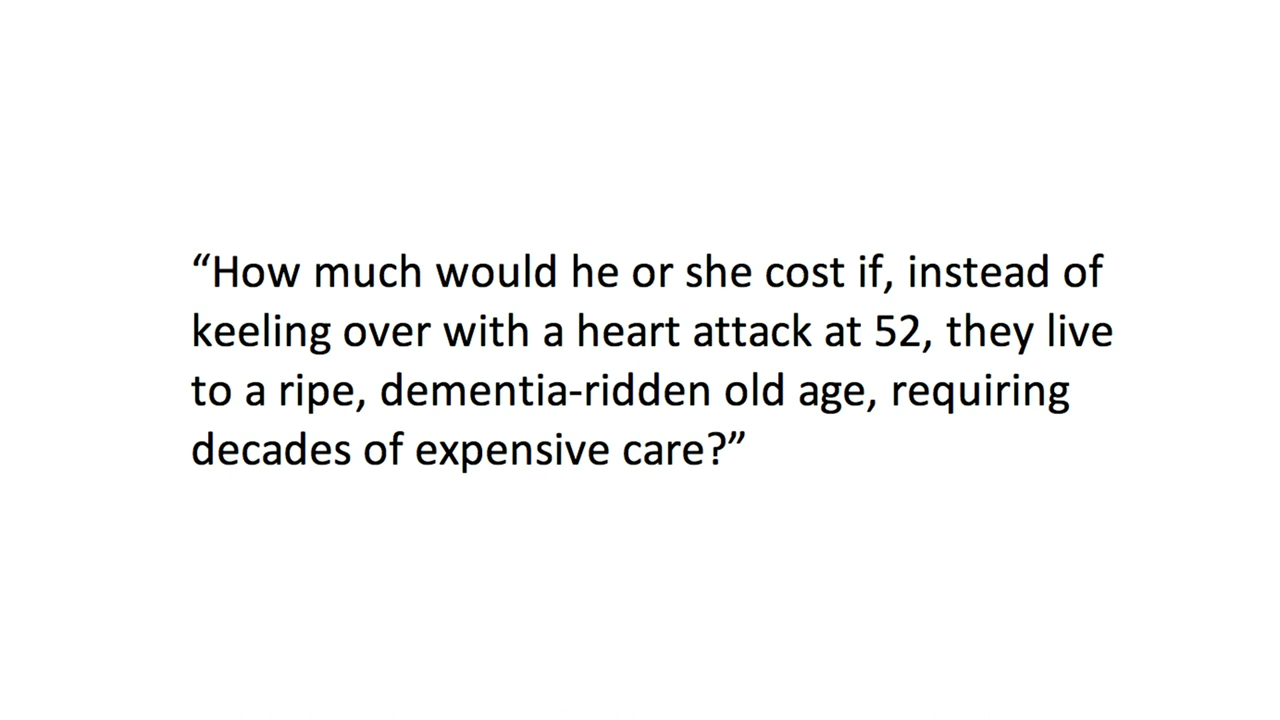 “How much would he or she cost if, instead of
keeling over with a heart attack at 52, they live
to a ripe, dementia-ridden old age, requiring
decades of expensive care?”